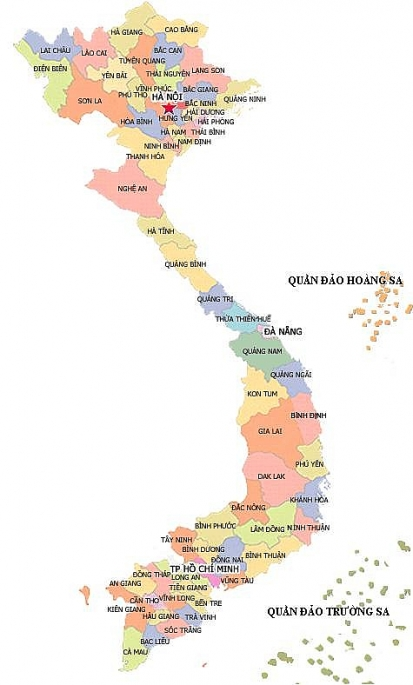 HÀ GIANG
CAO BẰNG
LAI CHÂU
LÀO CAI
BẮC CẠN
TUYÊN QUANG
ĐIỆN BIÊN
YÊN BÁI
THÁI NGUYÊN
LẠNG SƠN
VĨNH PHÚC
BẮC GIANG
PHÚ THỌ
HÀ NỘI
SƠN LA
BẮC NINH
QUẢNG NINH
HẢI DƯƠNG
HÒA BÌNH
HƯNG YÊN
HẢI PHÒNG
HÀ NAM
THÁI BÌNH
NAM ĐỊNH
NINH BÌNH
THANH HÓA
NGHỆ AN
HÀ TĨNH
QUẢNG BÌNH
QUẦN ĐẢO HOÀNG SA
QUẢNG TRỊ
THỪA THIÊN/HUẾ
ĐÀ NẴNG
QUẢNG NAM
QUẢNG NGÃI
KON TUM
BÌNH ĐỊNH
GIA LAI
PHÚ YÊN
DAK LAK
KHÁNH HÒA
ĐẮC NÔNG
BÌNH PHƯỚC
LÂM ĐỒNG
NINH THUẬN
TÂY NINH
BÌNH DƯƠNG
BÌNH THUẬN
ĐỒNG NAI
TP HỒ CHÍ MINH
ĐỒNG THÁP
LONG AN
VŨNG TÀU
AN GIANG
TIỀN GIANG
CẦN THƠ
VĨNH LONG
BẾN TRE
KIÊN GIANG
HẬU GIANG
TRÀ VINH
QUẦN ĐẢO TRƯỜNG SA
SÓC TRĂNG
BẠC LIÊU
CÀ MAU